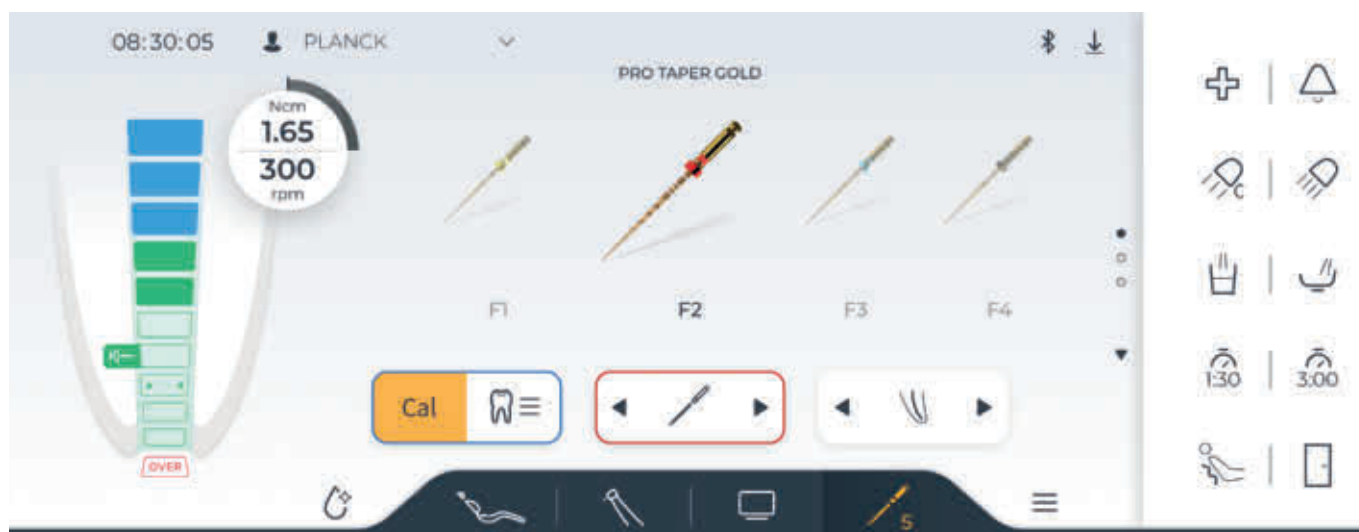 08:30:05 PLANCK
PRO TAPER GOLD
Ncm
1.65
300
rpm
F1 F2 F3 F4
Cal
OVER
C
1:30 3:00
S